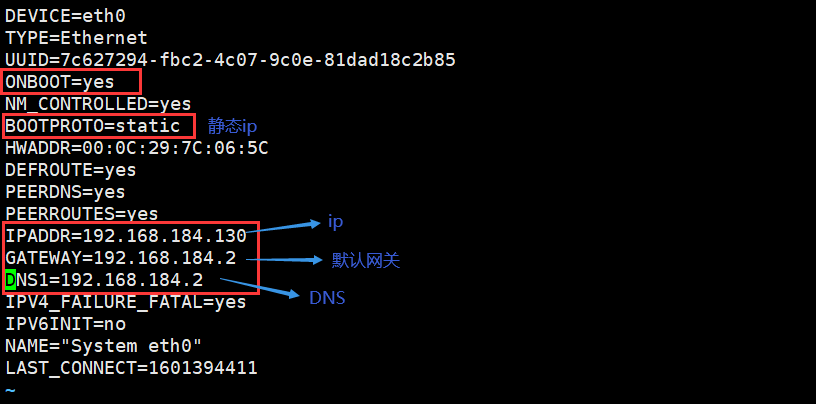 DEVICE=eth0
TYPE=Ethernet
UUID=7c627294-fbc2-4c07-9c0e-81dad18c2b85
ONBOOT=yes
NM_CONTROLLED=yes
BOOTPROTO=static 静态ip
HWADDR=00:0C:29:7C:06:5C
DEFROUTE=yes
PEERDNS=yes
PEERROUTES=yes
IPADDR=192.168.184.130 ip
GATEWAY=192.168.184.2 默认网关
DNS1=192.168.184.2 DNS
IPV4_FAILURE_FATAL=yes
IPV6INIT=no
NAME="System eth0"
LAST_CONNECT=1601394411
~